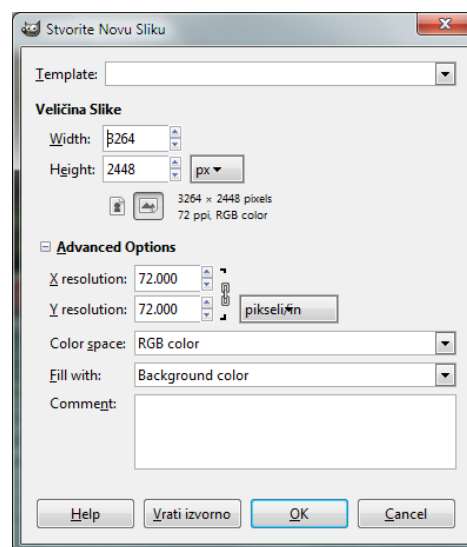 Stvorite Novu Sliku
Template:
Veličina Slike
Width: 3264
Height: 2448 px
3264 × 2448 pixels
72 ppi, RGB color
Advanced Options
X resolution: 72.000
Y resolution: 72.000 pikseli/in
Color space: RGB color
Fill with: Background color
Comment:
Help Vrati izvorno OK Cancel